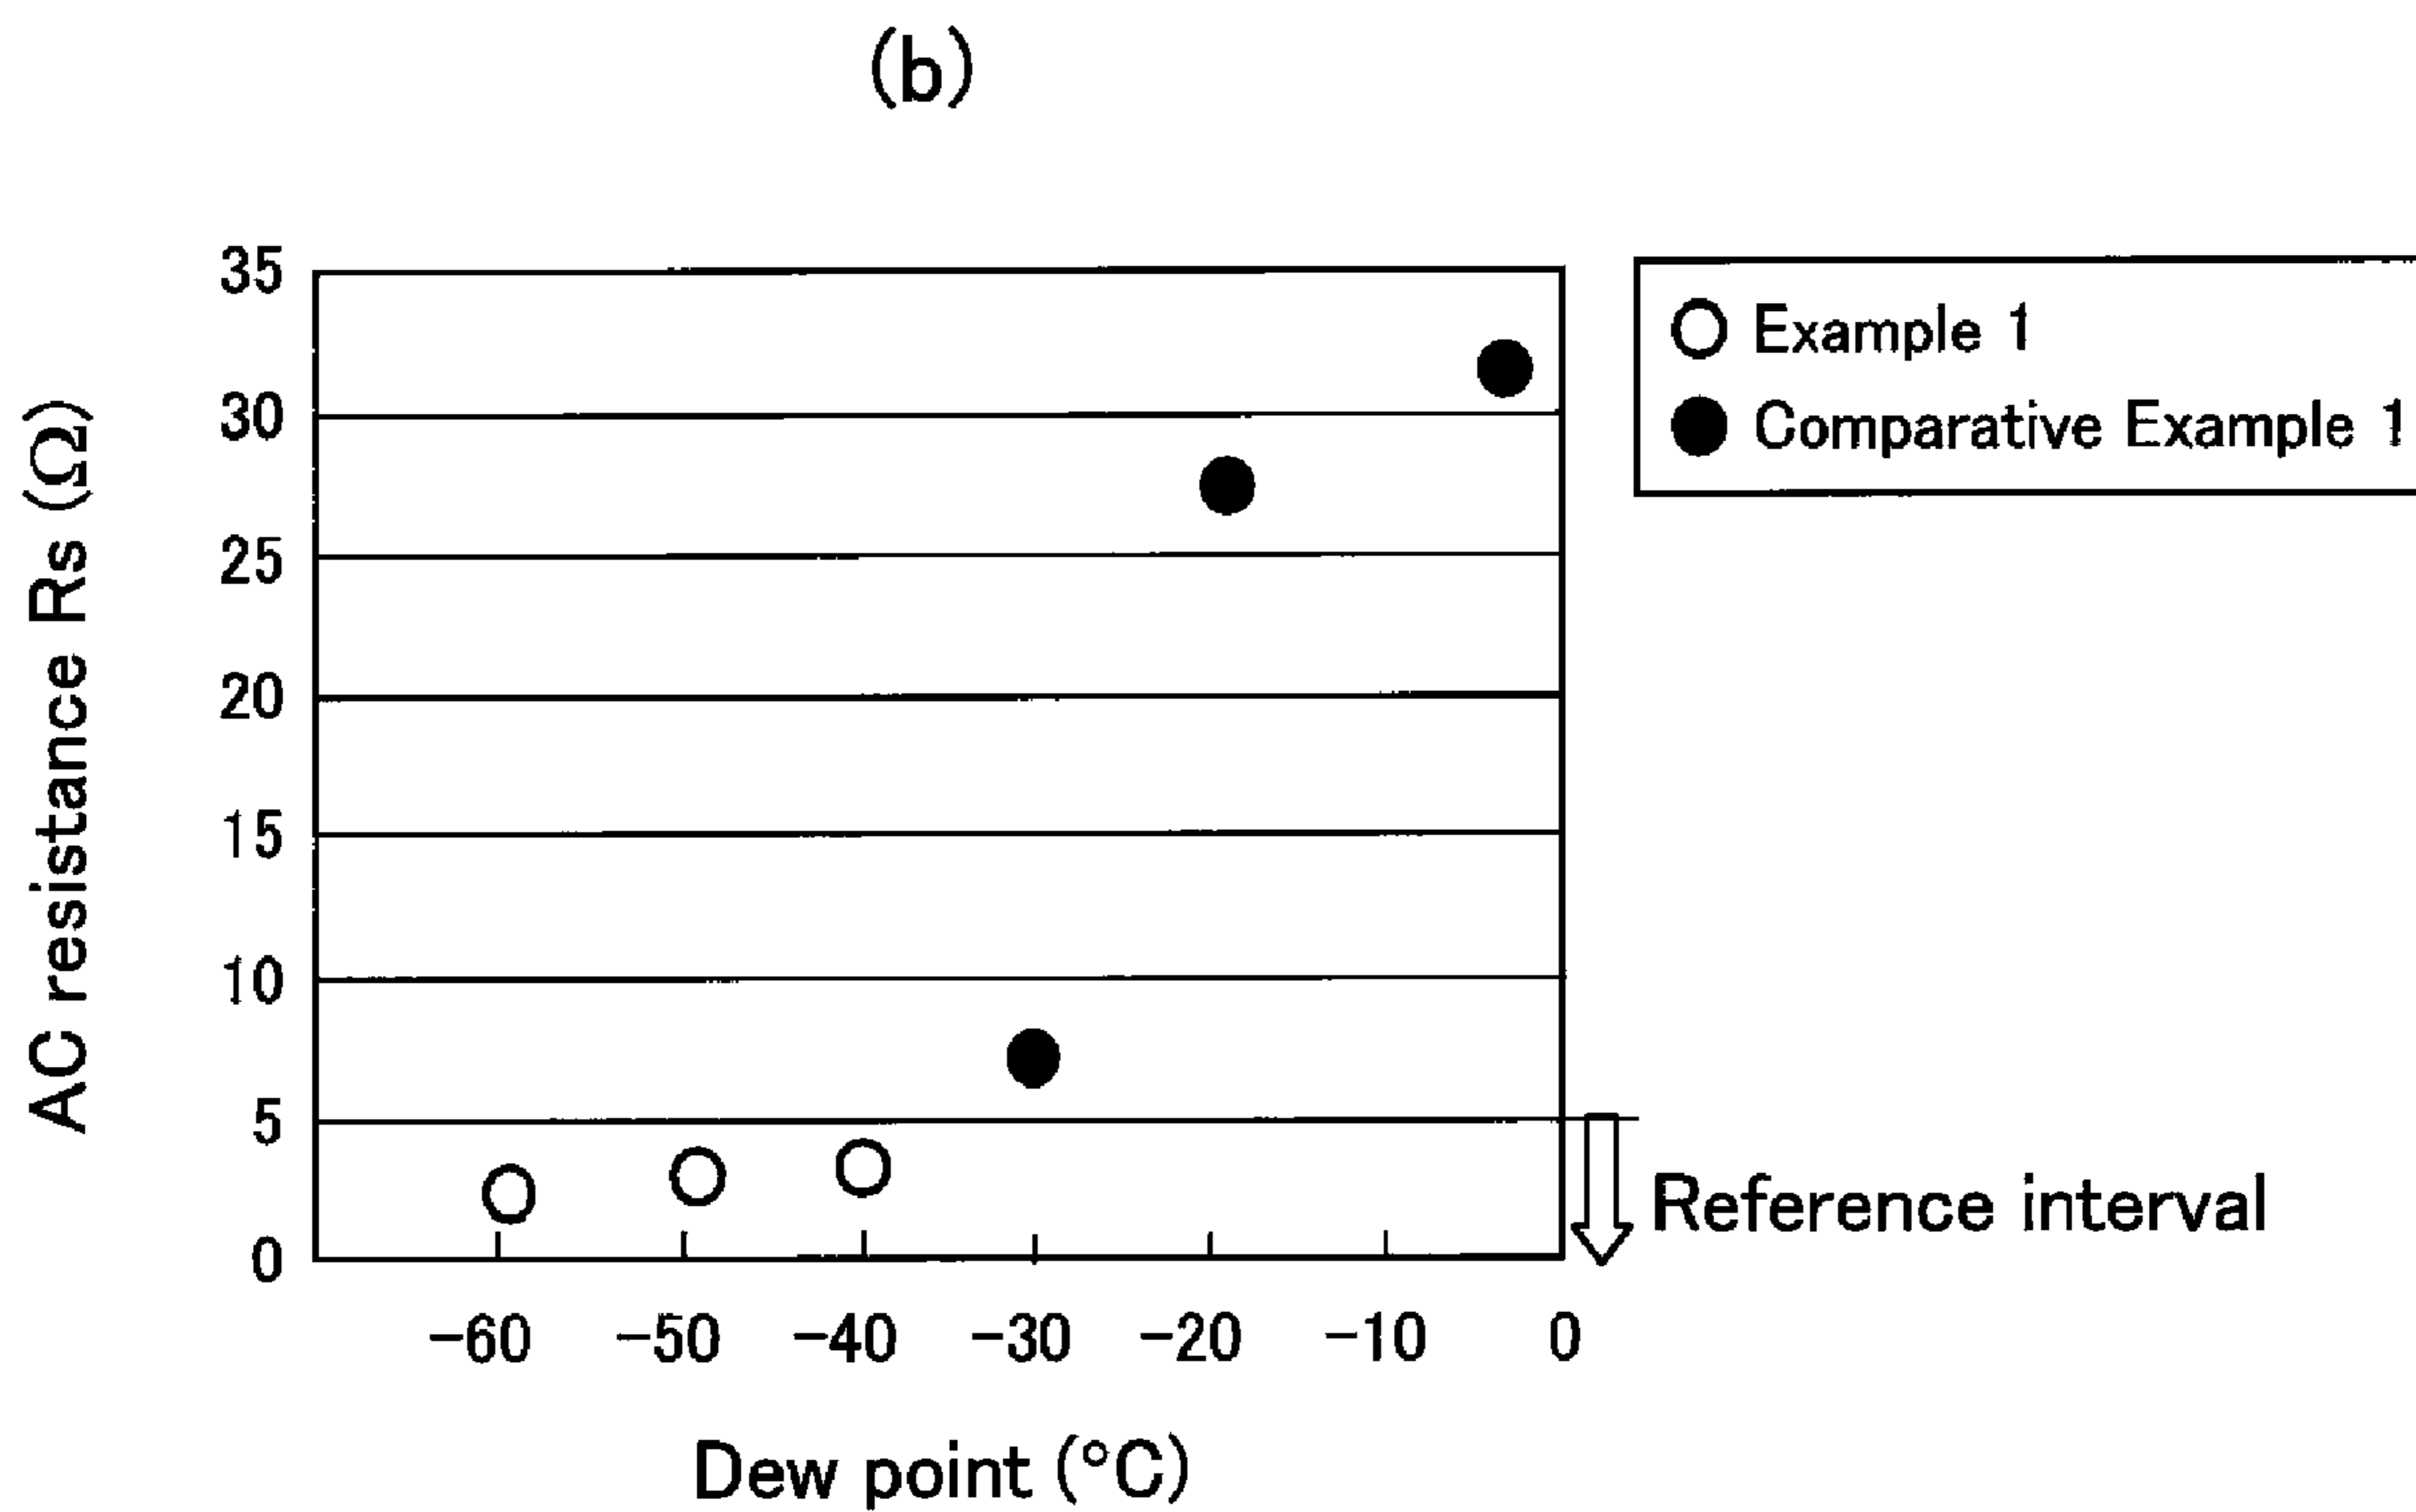 (b)
AC resistance Rs (Ω)
35
30
25
20
15
10
5
0
−60 −50 −40 −30 −20 −10 0
Dew point (°C)
Example 1
Comparative Example 1
Reference interval